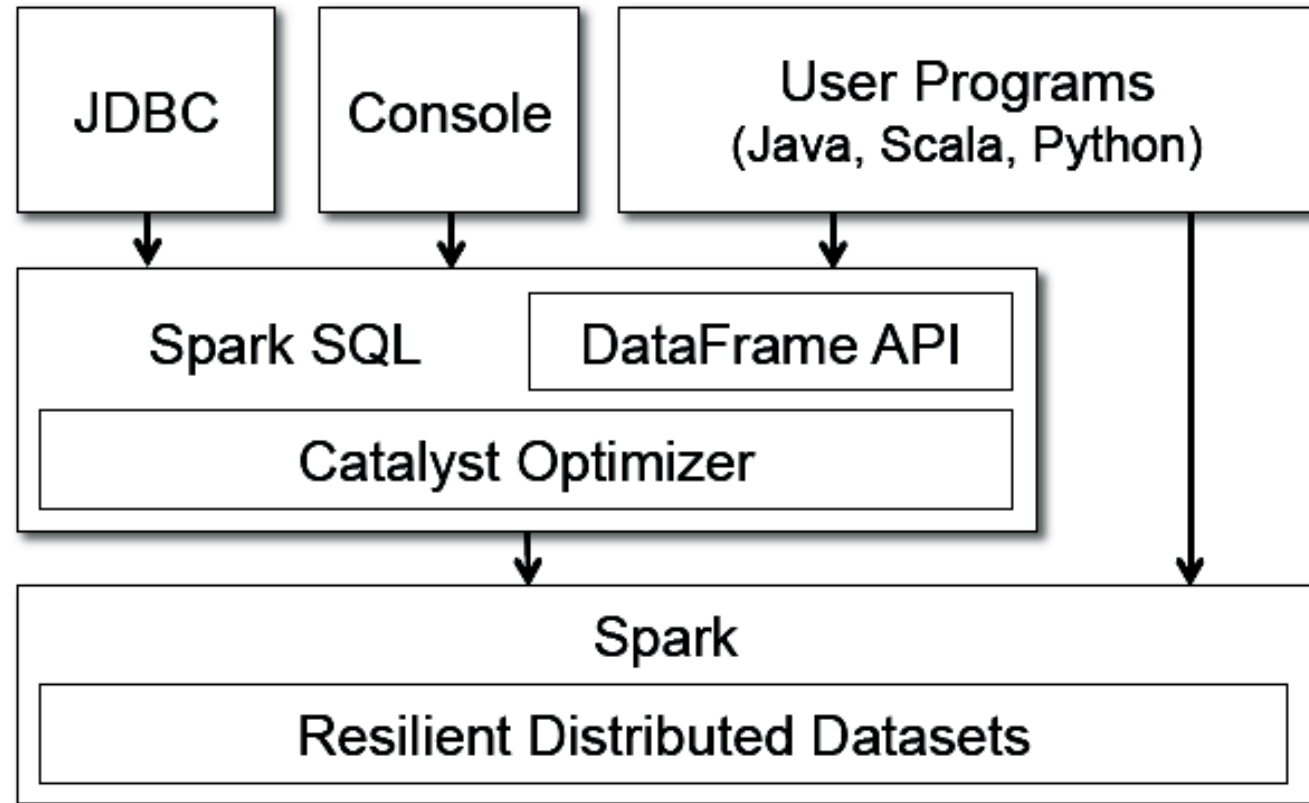 JDBC
Console
User Programs
(Java, Scala, Python)
Spark SQL
DataFrame API
Catalyst Optimizer
Spark
Resilient Distributed Datasets